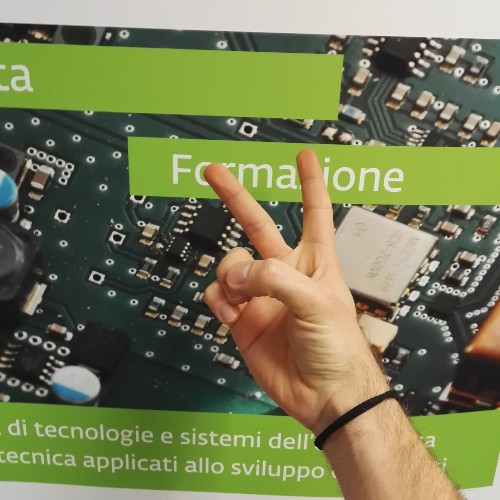 ta
Formazione
di tecnologie e sistemi dell'
tecnica applicati allo sviluppo